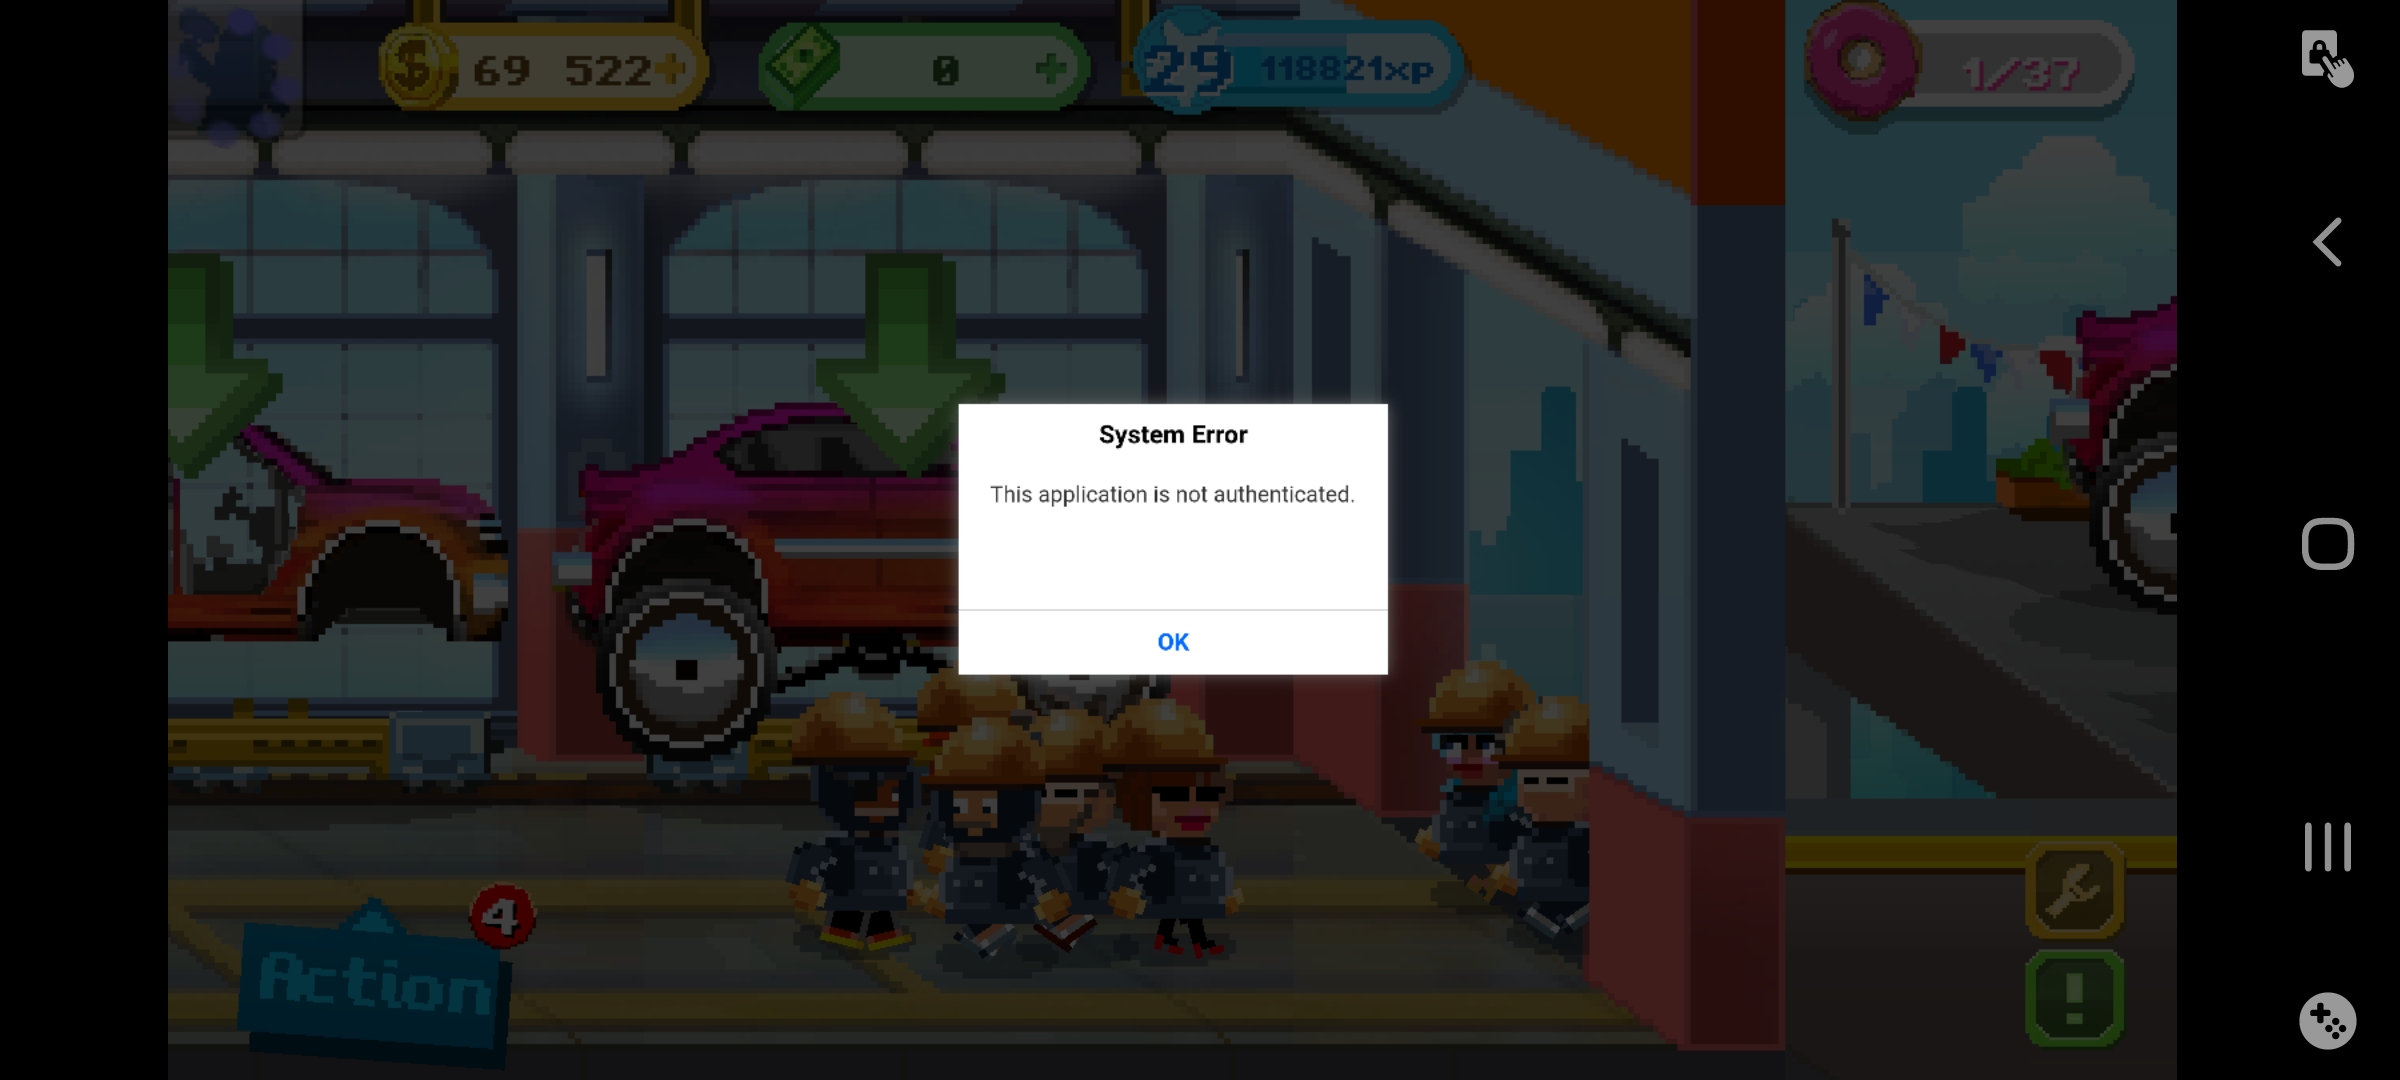 69 522+
0 +
29 118821xp
1/37
System Error
This application is not authenticated.
OK
4
Action
!